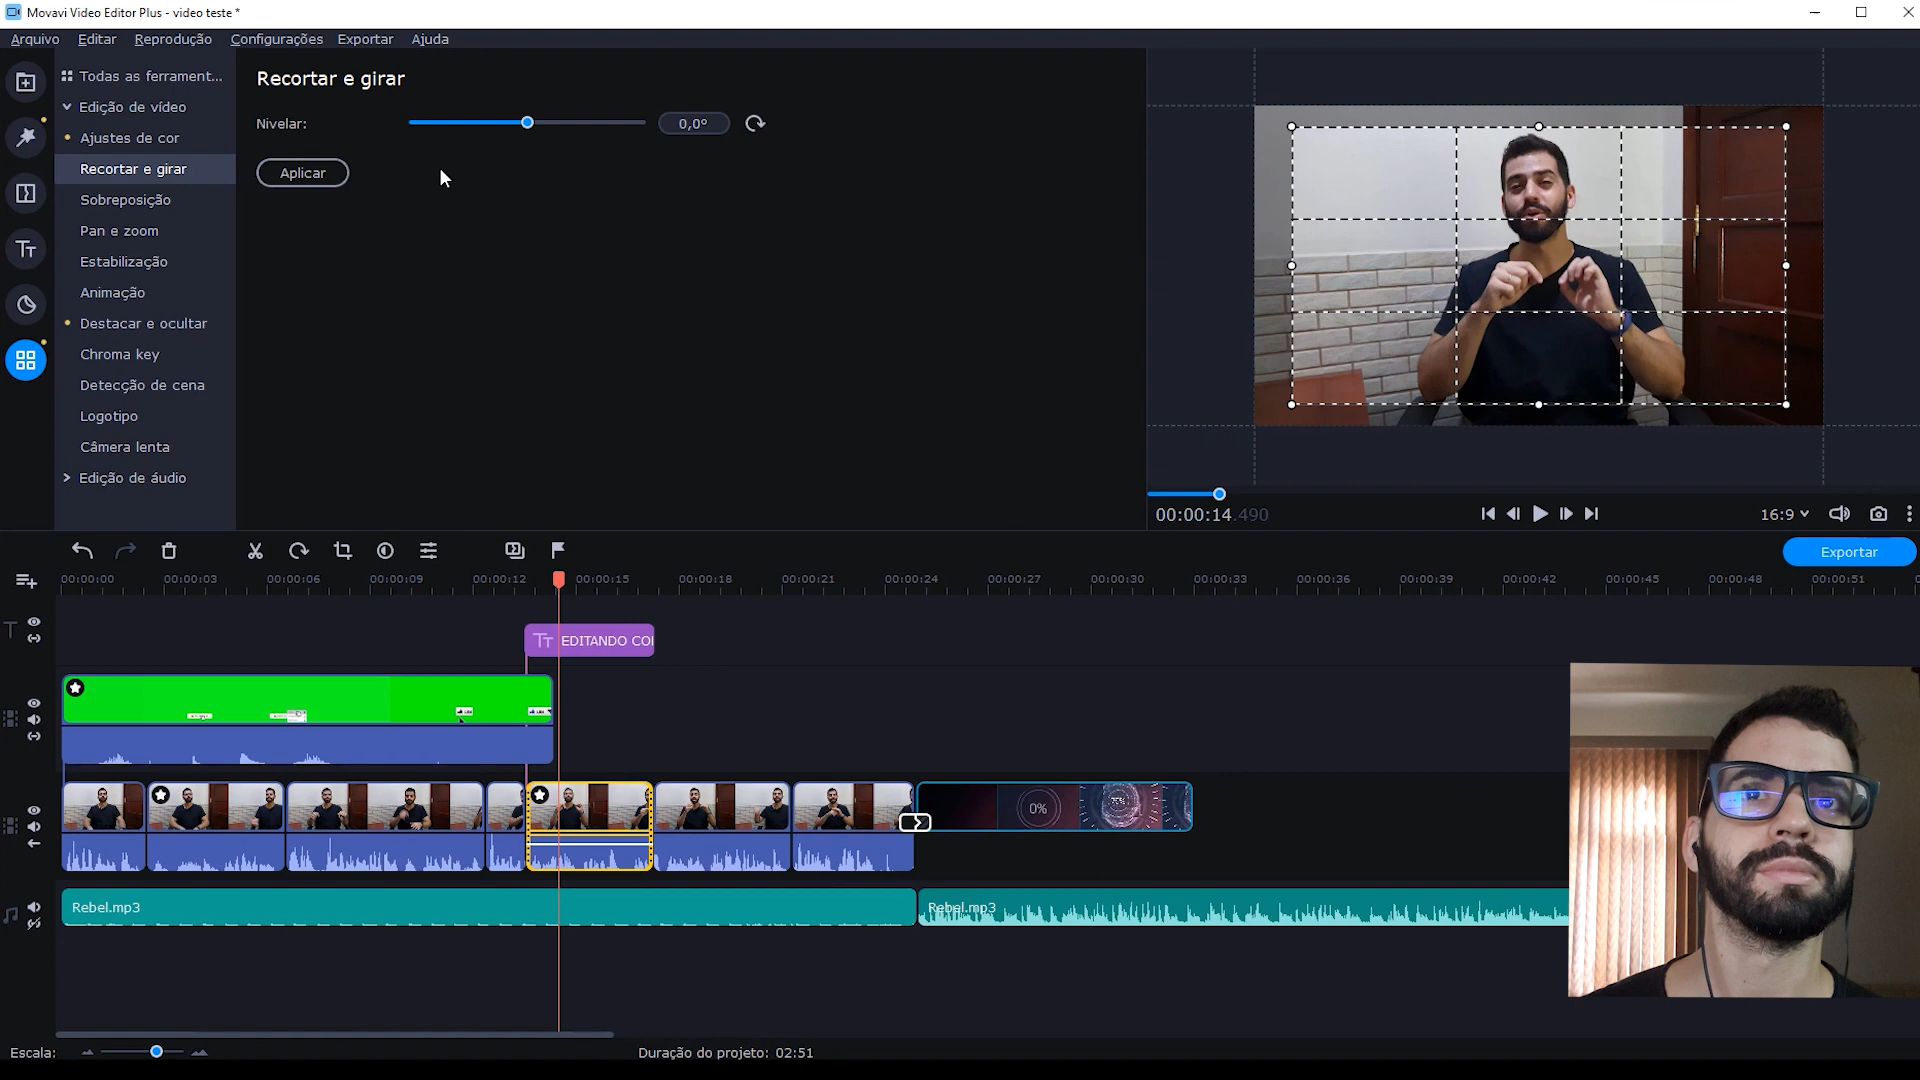 Movavi Video Editor Plus - video teste *
Arquivo Editar Reprodução Configurações Exportar Ajuda
Todas as ferrament...
Edição de vídeo
Ajustes de cor
Recortar e girar
Sobreposição
Pan e zoom
Estabilização
Animação
Destacar e ocultar
Chroma key
Detecção de cena
Logotipo
Câmera lenta
Edição de áudio
Recortar e girar
Nivelar: 0,0°
Aplicar
00:00:14.490
16:9
Exportar
00:00:00 00:00:03 00:00:06 00:00:09 00:00:12 00:00:15 00:00:18 00:00:21 00:00:24 00:00:27 00:00:30 00:00:33 00:00:36 00:00:39 00:00:42 00:00:45 00:00:48 00:00:51
Tт EDITANDO CO
0%
Rebel.mp3 Rebel.mp3
Escala: Duração do projeto: 02:51